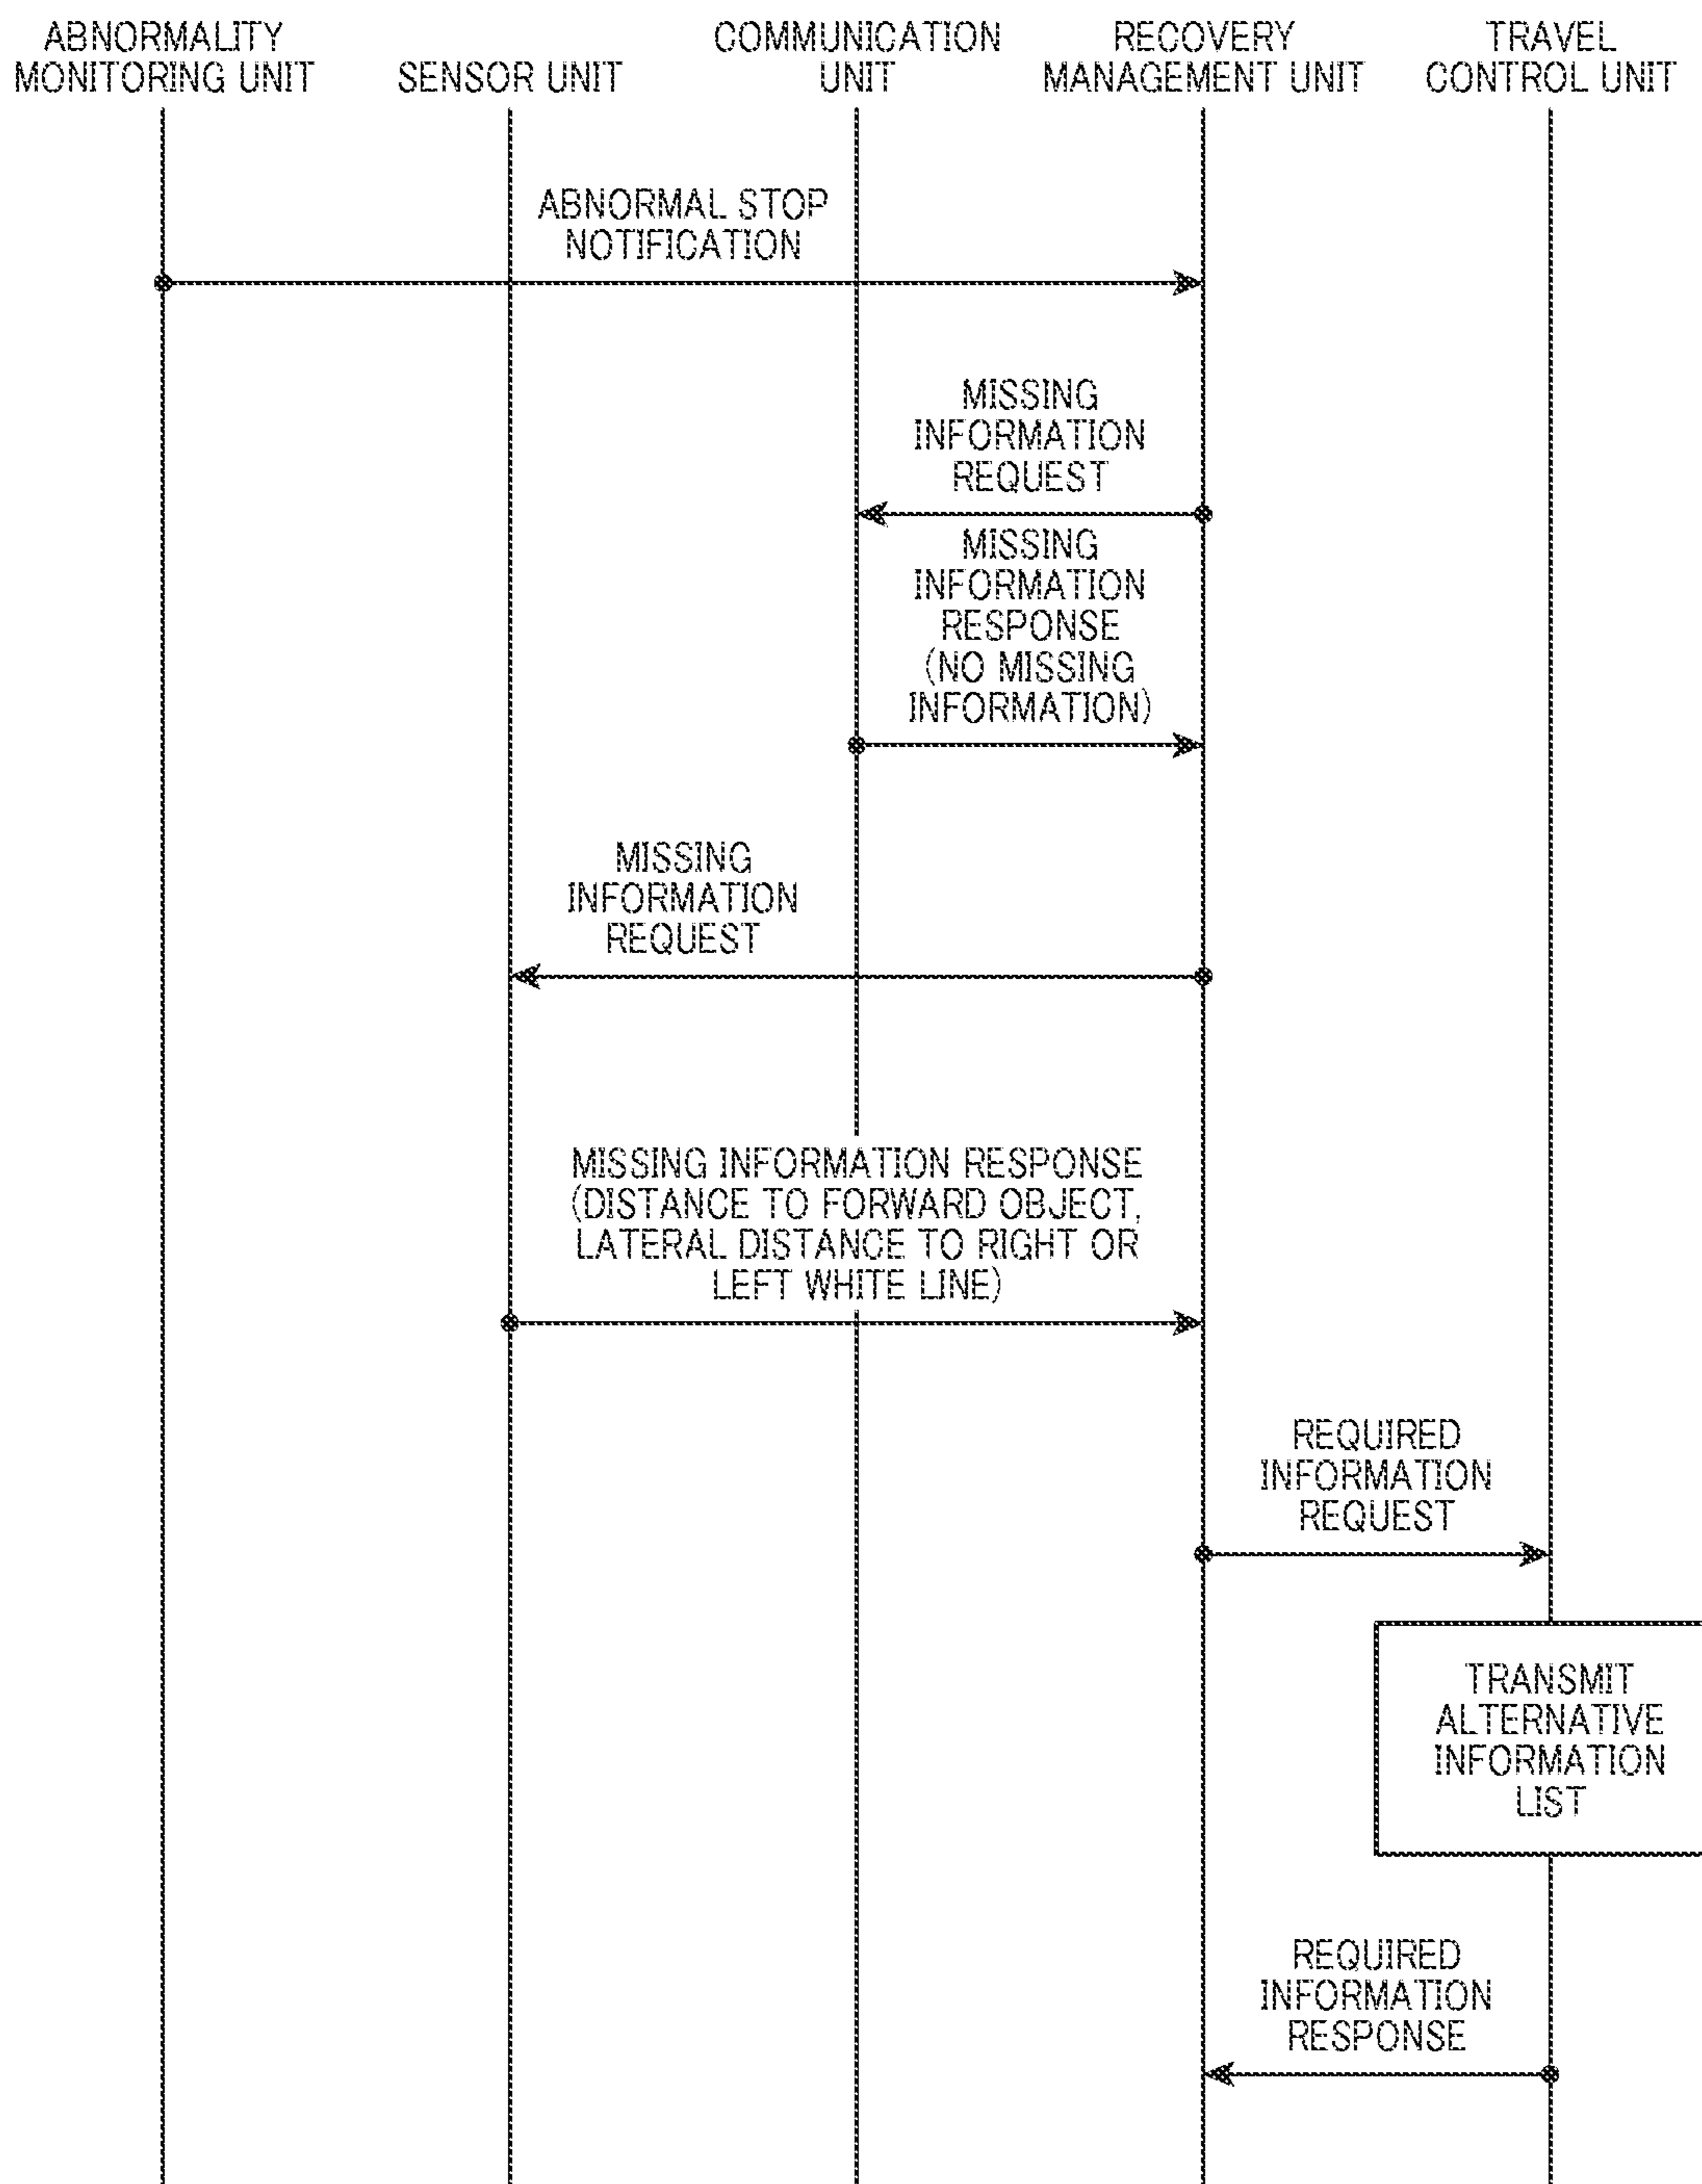 ABNORMALITY
MONITORING UNIT
SENSOR UNIT
COMMUNICATION
UNIT
RECOVERY
MANAGEMENT UNIT
TRAVEL
CONTROL UNIT
ABNORMAL STOP
NOTIFICATION
MISSING
INFORMATION
REQUEST
MISSING
INFORMATION
RESPONSE
(NO MISSING
INFORMATION)
MISSING
INFORMATION
REQUEST
MISSING INFORMATION RESPONSE
(DISTANCE TO FORWARD OBJECT,
LATERAL DISTANCE TO RIGHT OR
LEFT WHITE LINE)
REQUIRED
INFORMATION
REQUEST
TRANSMIT
ALTERNATIVE
INFORMATION
LIST
REQUIRED
INFORMATION
RESPONSE